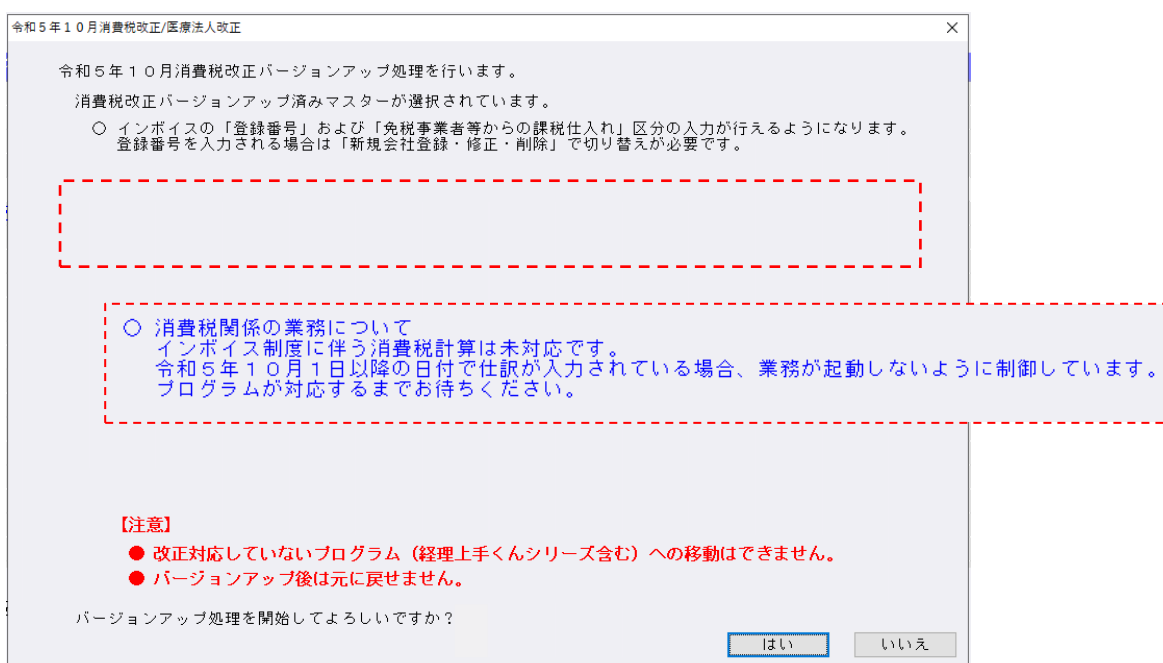 令和５年１０月消費税改正/医療法人改正
令和５年１０月消費税改正バージョンアップ処理を行います。
消費税改正バージョンアップ済みマスターが選択されています。
○ インボイスの「登録番号」および「免税事業者等からの課税仕入れ」区分の入力が行えるようになります。
登録番号を入力される場合は「新規会社登録・修正・削除」で切り替えが必要です。
○ 消費税関係の業務について
インボイス制度に伴う消費税計算は未対応です。
令和５年１０月１日以降の日付で仕訳が入力されている場合、業務が起動しないように制御しています。
プログラムが対応するまでお待ちください。
【注意】
● 改正対応していないプログラム（経理上手くんシリーズ含む）への移動はできません。
● バージョンアップ後は元に戻せません。
バージョンアップ処理を開始してよろしいですか？
はい いいえ